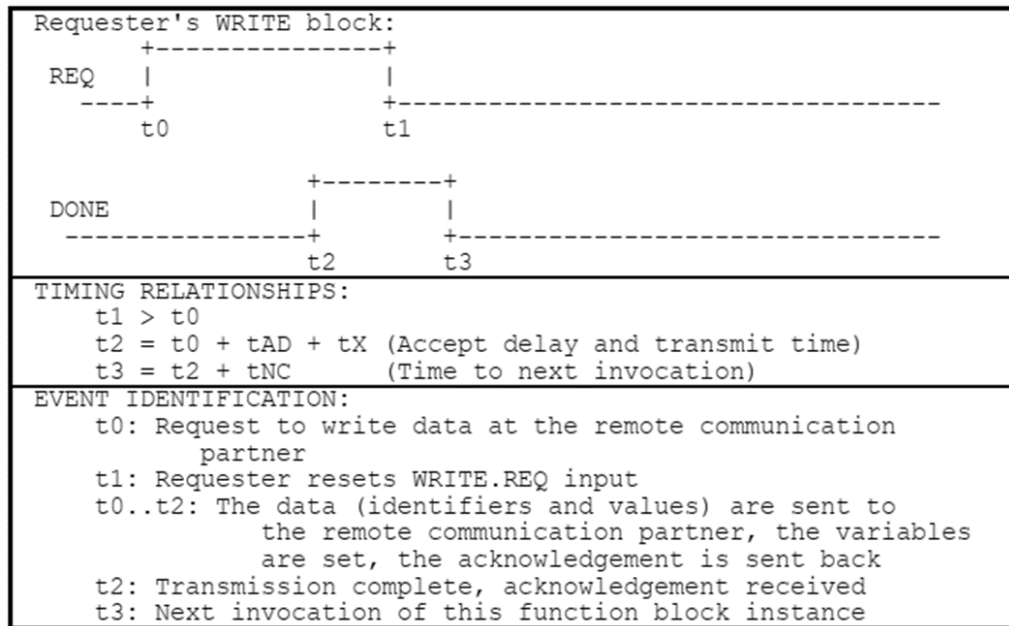 Requester's WRITE block:
+---------------+
REQ | |
----+ +------------------------------------
t0 t1
+--------+
DONE | |
----------------+ +--------------------------------
t2 t3
TIMING RELATIONSHIPS:
t1 > t0
t2 = t0 + tAD + tX (Accept delay and transmit time)
t3 = t2 + tNC (Time to next invocation)
EVENT IDENTIFICATION:
t0: Request to write data at the remote communication
partner
t1: Requester resets WRITE.REQ input
t0..t2: The data (identifiers and values) are sent to
the remote communication partner, the variables
are set, the acknowledgement is sent back
t2: Transmission complete, acknowledgement received
t3: Next invocation of this function block instance